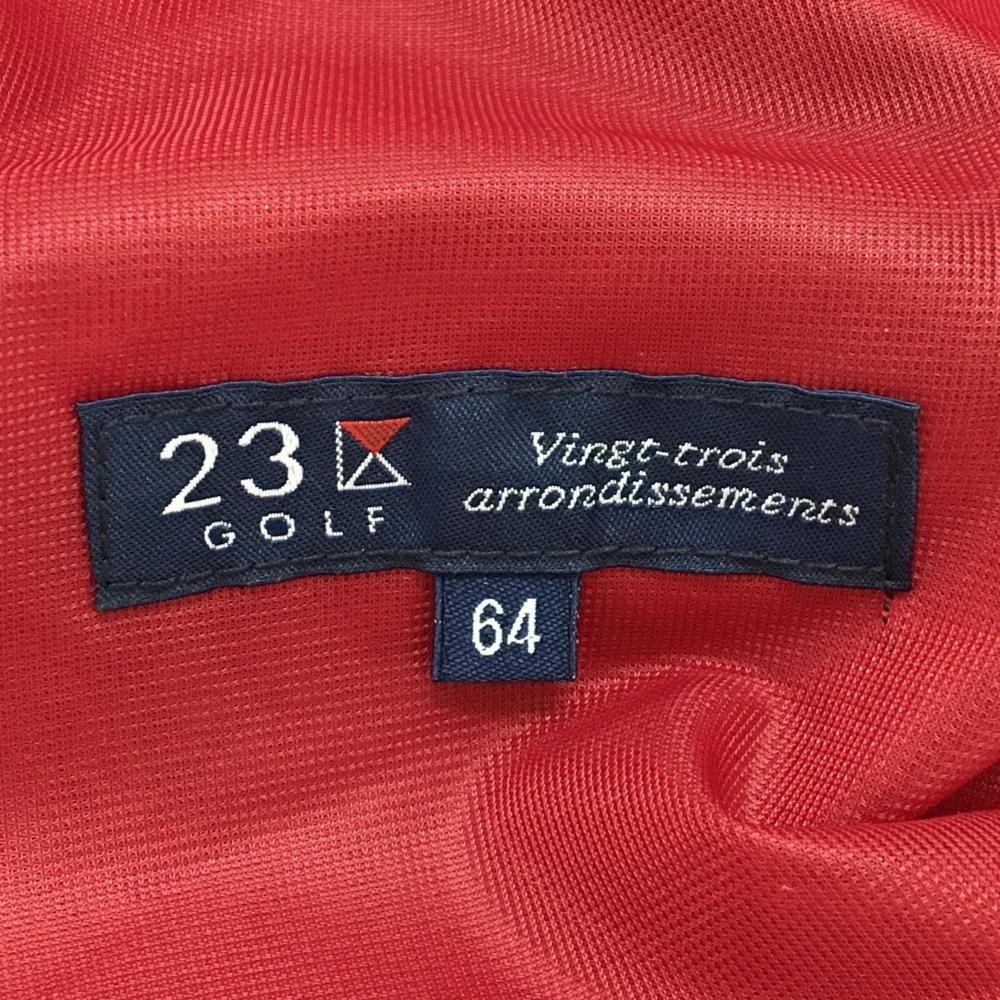 23
GOLF
Vingt-trois
arrondissements
64